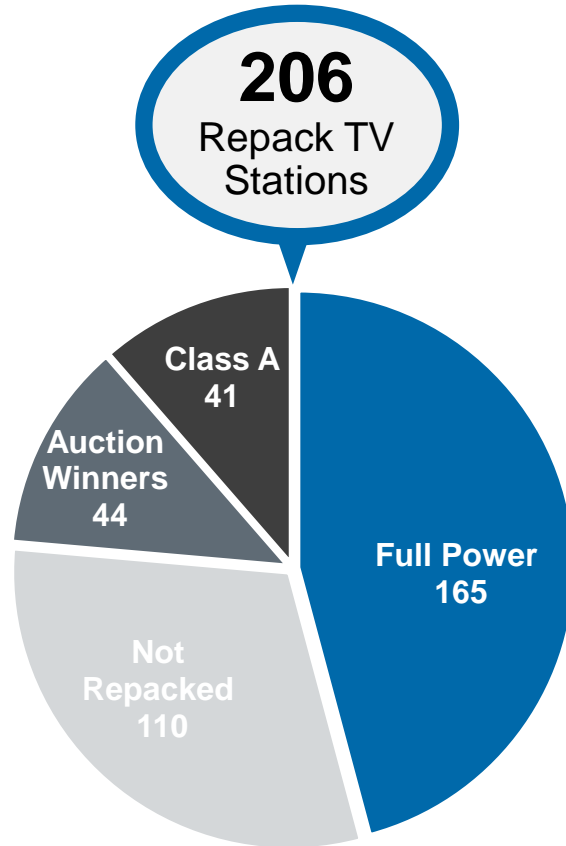 206
Repack TV
Stations
Class A
41
Auction
Winners
44
Full Power
165
Not
Repacked
110